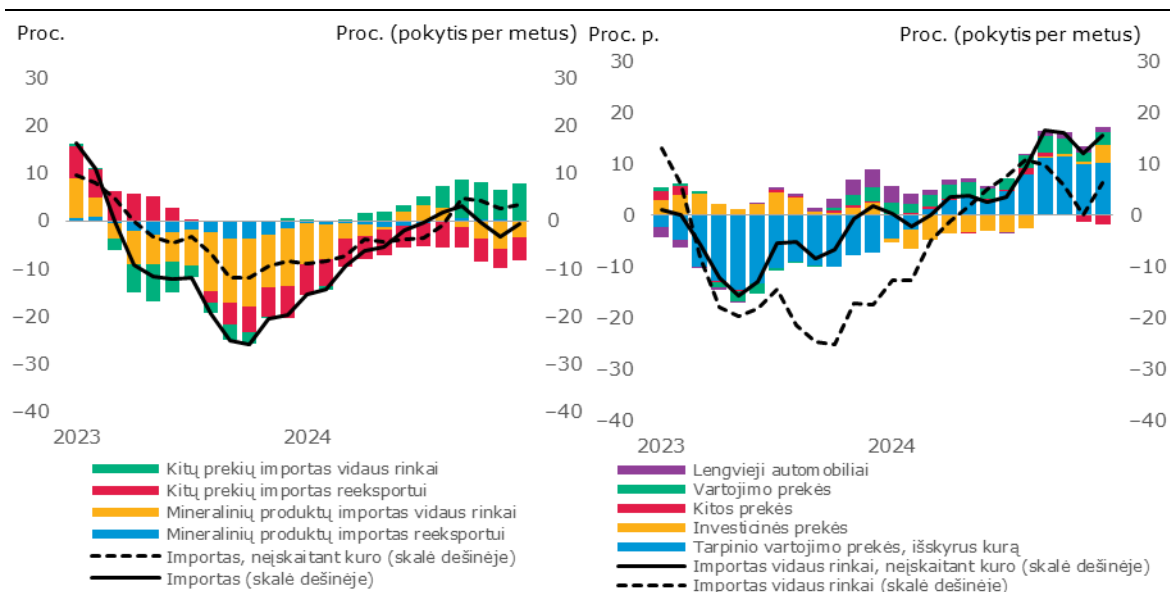 Proc.
Proc. (pokytis per metus)
30
20
10
0
–10
–20
–30
–40
30
20
10
0
–10
–20
–30
–40
2023
2024
Kitų prekių importas vidaus rinkai
Kitų prekių importas reeksportui
Mineralinių produktų importas vidaus rinkai
Mineralinių produktų importas reeksportui
Importas, neįskaitant kuro (skalė dešinėje)
Importas (skalė dešinėje)
Proc. p.
Proc. (pokytis per metus)
30
20
10
0
–10
–20
–30
–40
30
20
10
0
–10
–20
–30
–40
2023
2024
Lengvieji automobiliai
Vartojimo prekės
Kitos prekės
Investicinės prekės
Tarpinio vartojimo prekės, išskyrus kurą
Importas vidaus rinkai, neįskaitant kuro (skalė dešinėje)
Importas vidaus rinkai (skalė dešinėje)